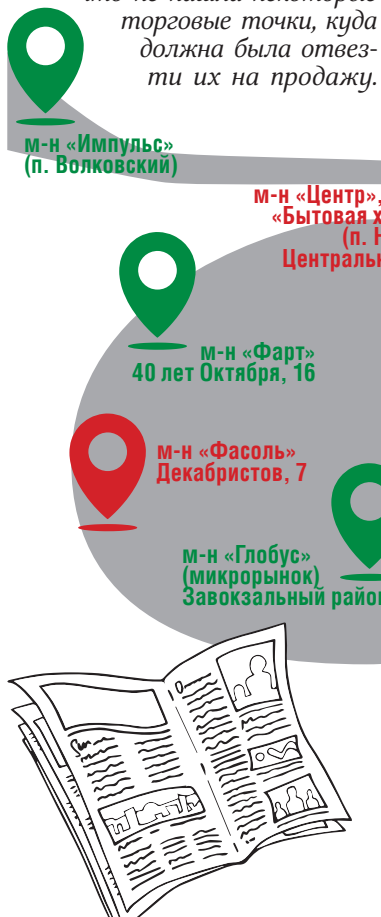 торговые точки, куда
должна была отвез-
ти их на продажу.
м-н «Импульс»
(п. Волковский)
м-н «Центр»,
«Бытовая
(п.
м-н «Фарт»
40 лет Октября, 16
м-н «Фасоль»
Декабристов, 7
м-н «Глобус»
(микрорынок)
Завокзальный район